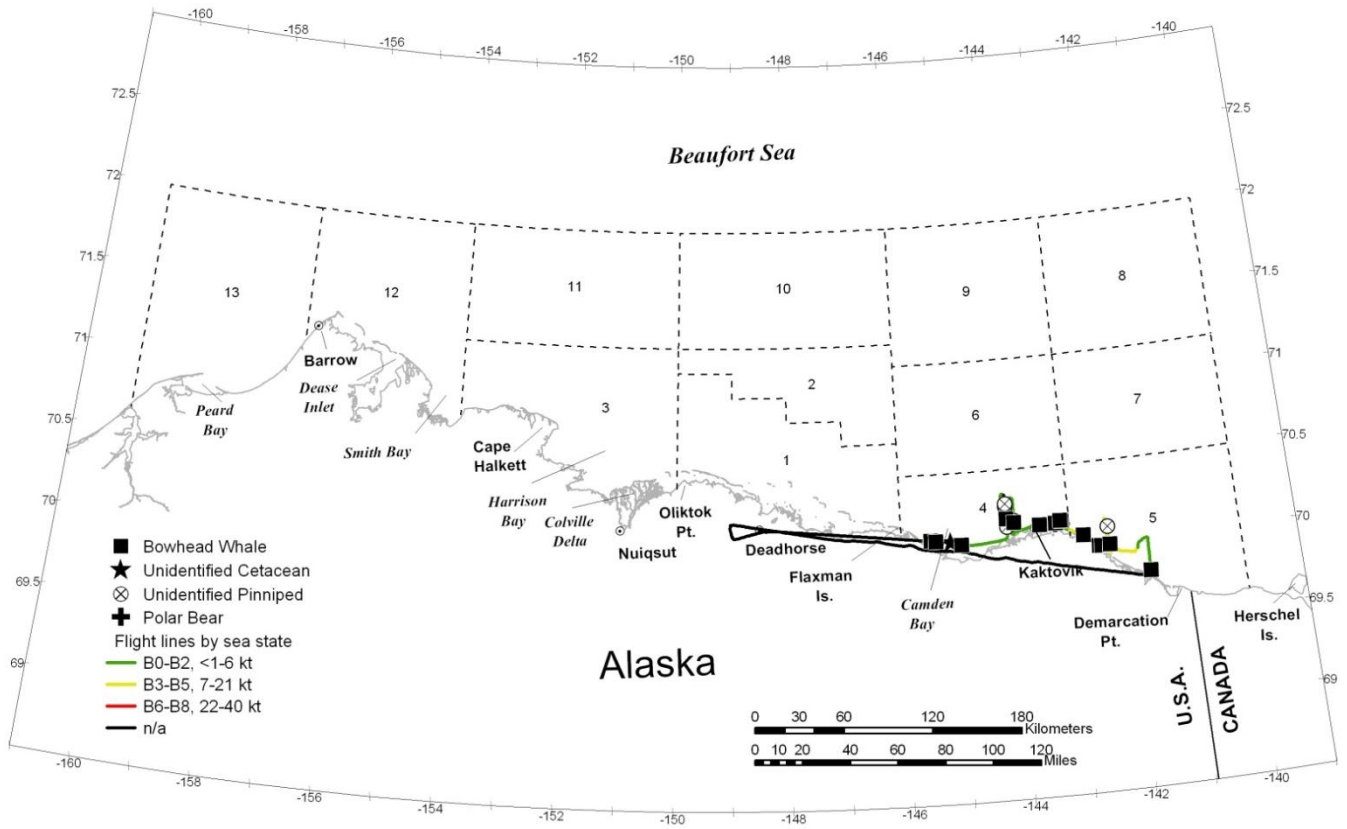 -160
-158
-156
-154
-152
-150
-148
-146
-144
-142
-140
72.5
72.5
Beaufort Sea
72
72
71.5
71.5
13
12
11
10
9
8
71
71
Barrow
Dease
Inlet
2
3
6
7
Peard
Bay
Smith Bay
Cape
Halkett
70.5
70.5
1
Harrison
Bay
Colville
Delta
Oliktok
Pt.
4
5
70
70
Nuiqsut
Deadhorse
Flaxman
Is.
Camden
Bay
Kaktovik
Demarcation
Pt.
Herschel
Is.
69.5
69.5
Bowhead Whale
Unidentified Cetacean
Unidentified Pinniped
Polar Bear
Flight lines by sea state
B0-B2, <1-6 kt
B3-B5, 7-21 kt
B6-B8, 22-40 kt
n/a
Alaska
69
69
U.S.A.
CANADA
0 30 60 120 180
Kilometers
0 10 20 40 60 80 100 120
Miles
-160
-158
-156
-154
-152
-150
-148
-146
-144
-142
-140